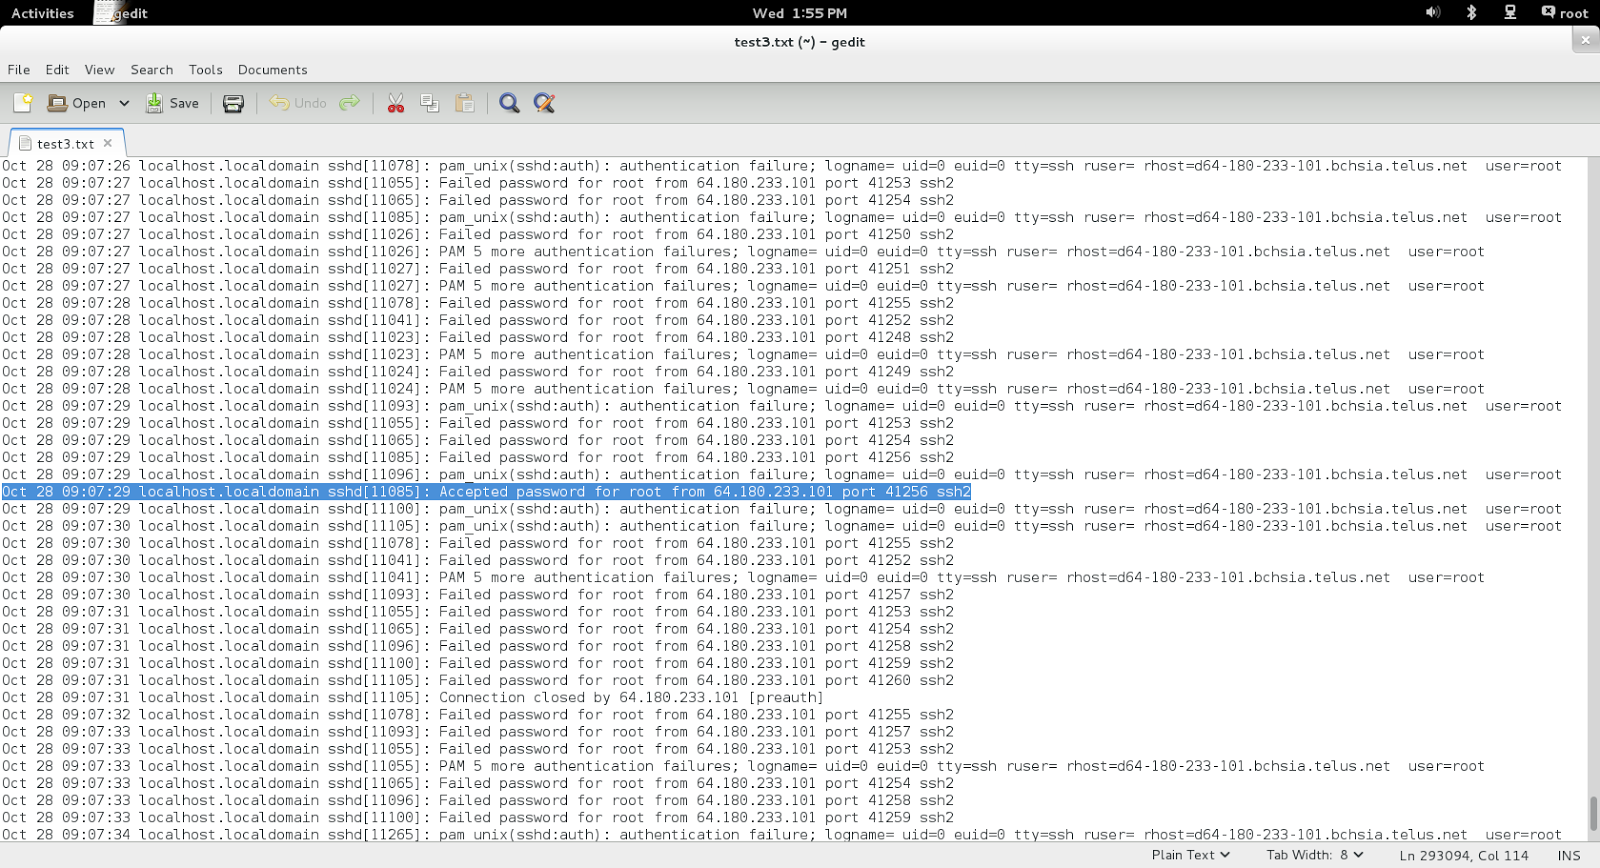 Activities gedit Wed 1:55 PM root
test3.txt (~) - gedit
File Edit View Search Tools Documents
Open Save Undo
test3.txt
Oct 28 09:07:26 localhost.localdomain sshd[11078]: pam_unix(sshd:auth): authentication failure; logname= uid=0 euid=0 tty=ssh ruser= rhost=d64-180-233-101.bchsia.telus.net  user=root
Oct 28 09:07:27 localhost.localdomain sshd[11055]: Failed password for root from 64.180.233.101 port 41253 ssh2
Oct 28 09:07:27 localhost.localdomain sshd[11065]: Failed password for root from 64.180.233.101 port 41254 ssh2
Oct 28 09:07:27 localhost.localdomain sshd[11085]: pam_unix(sshd:auth): authentication failure; logname= uid=0 euid=0 tty=ssh ruser= rhost=d64-180-233-101.bchsia.telus.net  user=root
Oct 28 09:07:27 localhost.localdomain sshd[11026]: Failed password for root from 64.180.233.101 port 41250 ssh2
Oct 28 09:07:27 localhost.localdomain sshd[11026]: PAM 5 more authentication failures; logname= uid=0 euid=0 tty=ssh ruser= rhost=d64-180-233-101.bchsia.telus.net  user=root
Oct 28 09:07:27 localhost.localdomain sshd[11027]: Failed password for root from 64.180.233.101 port 41251 ssh2
Oct 28 09:07:27 localhost.localdomain sshd[11027]: PAM 5 more authentication failures; logname= uid=0 euid=0 tty=ssh ruser= rhost=d64-180-233-101.bchsia.telus.net  user=root
Oct 28 09:07:28 localhost.localdomain sshd[11078]: Failed password for root from 64.180.233.101 port 41255 ssh2
Oct 28 09:07:28 localhost.localdomain sshd[11041]: Failed password for root from 64.180.233.101 port 41252 ssh2
Oct 28 09:07:28 localhost.localdomain sshd[11023]: Failed password for root from 64.180.233.101 port 41248 ssh2
Oct 28 09:07:28 localhost.localdomain sshd[11023]: PAM 5 more authentication failures; logname= uid=0 euid=0 tty=ssh ruser= rhost=d64-180-233-101.bchsia.telus.net  user=root
Oct 28 09:07:28 localhost.localdomain sshd[11024]: Failed password for root from 64.180.233.101 port 41249 ssh2
Oct 28 09:07:28 localhost.localdomain sshd[11024]: PAM 5 more authentication failures; logname= uid=0 euid=0 tty=ssh ruser= rhost=d64-180-233-101.bchsia.telus.net  user=root
Oct 28 09:07:29 localhost.localdomain sshd[11093]: pam_unix(sshd:auth): authentication failure; logname= uid=0 euid=0 tty=ssh ruser= rhost=d64-180-233-101.bchsia.telus.net  user=root
Oct 28 09:07:29 localhost.localdomain sshd[11055]: Failed password for root from 64.180.233.101 port 41253 ssh2
Oct 28 09:07:29 localhost.localdomain sshd[11065]: Failed password for root from 64.180.233.101 port 41254 ssh2
Oct 28 09:07:29 localhost.localdomain sshd[11085]: Failed password for root from 64.180.233.101 port 41256 ssh2
Oct 28 09:07:29 localhost.localdomain sshd[11096]: pam_unix(sshd:auth): authentication failure; logname= uid=0 euid=0 tty=ssh ruser= rhost=d64-180-233-101.bchsia.telus.net  user=root
Oct 28 09:07:29 localhost.localdomain sshd[11085]: Accepted password for root from 64.180.233.101 port 41256 ssh2
Oct 28 09:07:29 localhost.localdomain sshd[11100]: pam_unix(sshd:auth): authentication failure; logname= uid=0 euid=0 tty=ssh ruser= rhost=d64-180-233-101.bchsia.telus.net  user=root
Oct 28 09:07:30 localhost.localdomain sshd[11105]: pam_unix(sshd:auth): authentication failure; logname= uid=0 euid=0 tty=ssh ruser= rhost=d64-180-233-101.bchsia.telus.net  user=root
Oct 28 09:07:30 localhost.localdomain sshd[11078]: Failed password for root from 64.180.233.101 port 41255 ssh2
Oct 28 09:07:30 localhost.localdomain sshd[11041]: Failed password for root from 64.180.233.101 port 41252 ssh2
Oct 28 09:07:30 localhost.localdomain sshd[11041]: PAM 5 more authentication failures; logname= uid=0 euid=0 tty=ssh ruser= rhost=d64-180-233-101.bchsia.telus.net  user=root
Oct 28 09:07:30 localhost.localdomain sshd[11093]: Failed password for root from 64.180.233.101 port 41257 ssh2
Oct 28 09:07:31 localhost.localdomain sshd[11055]: Failed password for root from 64.180.233.101 port 41253 ssh2
Oct 28 09:07:31 localhost.localdomain sshd[11065]: Failed password for root from 64.180.233.101 port 41254 ssh2
Oct 28 09:07:31 localhost.localdomain sshd[11096]: Failed password for root from 64.180.233.101 port 41258 ssh2
Oct 28 09:07:31 localhost.localdomain sshd[11100]: Failed password for root from 64.180.233.101 port 41259 ssh2
Oct 28 09:07:31 localhost.localdomain sshd[11105]: Failed password for root from 64.180.233.101 port 41260 ssh2
Oct 28 09:07:31 localhost.localdomain sshd[11105]: Connection closed by 64.180.233.101 [preauth]
Oct 28 09:07:32 localhost.localdomain sshd[11078]: Failed password for root from 64.180.233.101 port 41255 ssh2
Oct 28 09:07:33 localhost.localdomain sshd[11093]: Failed password for root from 64.180.233.101 port 41257 ssh2
Oct 28 09:07:33 localhost.localdomain sshd[11055]: Failed password for root from 64.180.233.101 port 41253 ssh2
Oct 28 09:07:33 localhost.localdomain sshd[11055]: PAM 5 more authentication failures; logname= uid=0 euid=0 tty=ssh ruser= rhost=d64-180-233-101.bchsia.telus.net  user=root
Oct 28 09:07:33 localhost.localdomain sshd[11065]: Failed password for root from 64.180.233.101 port 41254 ssh2
Oct 28 09:07:33 localhost.localdomain sshd[11096]: Failed password for root from 64.180.233.101 port 41258 ssh2
Oct 28 09:07:33 localhost.localdomain sshd[11100]: Failed password for root from 64.180.233.101 port 41259 ssh2
Oct 28 09:07:34 localhost.localdomain sshd[11265]: pam_unix(sshd:auth): authentication failure; logname= uid=0 euid=0 tty=ssh ruser= rhost=d64-180-233-101.bchsia.telus.net  user=root
Plain Text Tab Width: 8 Ln 293094, Col 114 INS